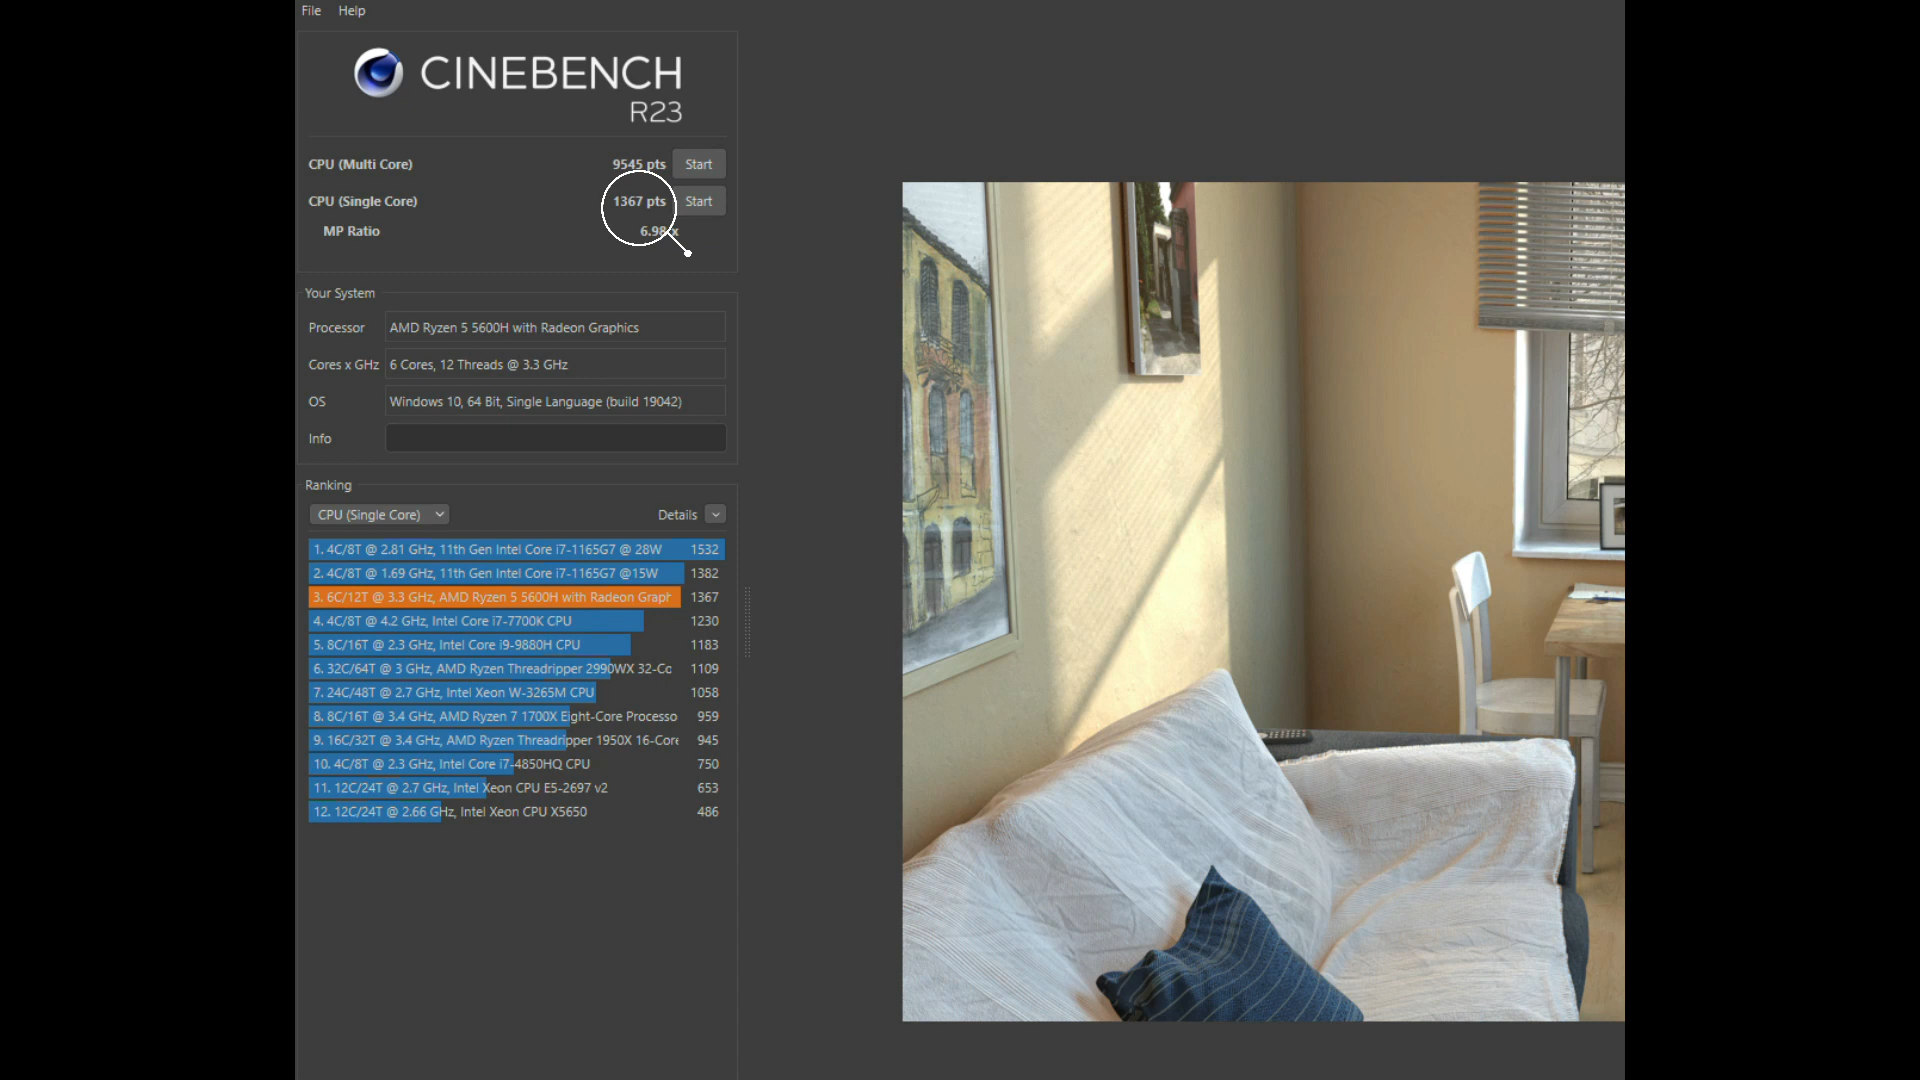 File Help
CINEBENCH
R23
CPU (Multi Core) 9545 pts Start
CPU (Single Core) 1367 pts Start
MP Ratio 6.98 x
Your System
Processor AMD Ryzen 5 5600H with Radeon Graphics
Cores x GHz 6 Cores, 12 Threads @ 3.3 GHz
OS Windows 10, 64 Bit, Single Language (build 19042)
Info
Ranking
CPU (Single Core) Details
1. 4C/8T @ 2.81 GHz, 11th Gen Intel Core i7-1165G7 @ 28W 1532
2. 4C/8T @ 1.69 GHz, 11th Gen Intel Core i7-1165G7 @15W 1382
3. 6C/12T @ 3.3 GHz, AMD Ryzen 5 5600H with Radeon Graph 1367
4. 4C/8T @ 4.2 GHz, Intel Core i7-7700K CPU 1230
5. 8C/16T @ 2.3 GHz, Intel Core i9-9880H CPU 1183
6. 32C/64T @ 3 GHz, AMD Ryzen Threadripper 2990WX 32-Co 1109
7. 24C/48T @ 2.7 GHz, Intel Xeon W-3265M CPU 1058
8. 8C/16T @ 3.4 GHz, AMD Ryzen 7 1700X Eight-Core Processo 959
9. 16C/32T @ 3.4 GHz, AMD Ryzen Threadripper 1950X 16-Core 945
10. 4C/8T @ 2.3 GHz, Intel Core i7-4850HQ CPU 750
11. 12C/24T @ 2.7 GHz, Intel Xeon CPU E5-2697 v2 653
12. 12C/24T @ 2.66 GHz, Intel Xeon CPU X5650 486